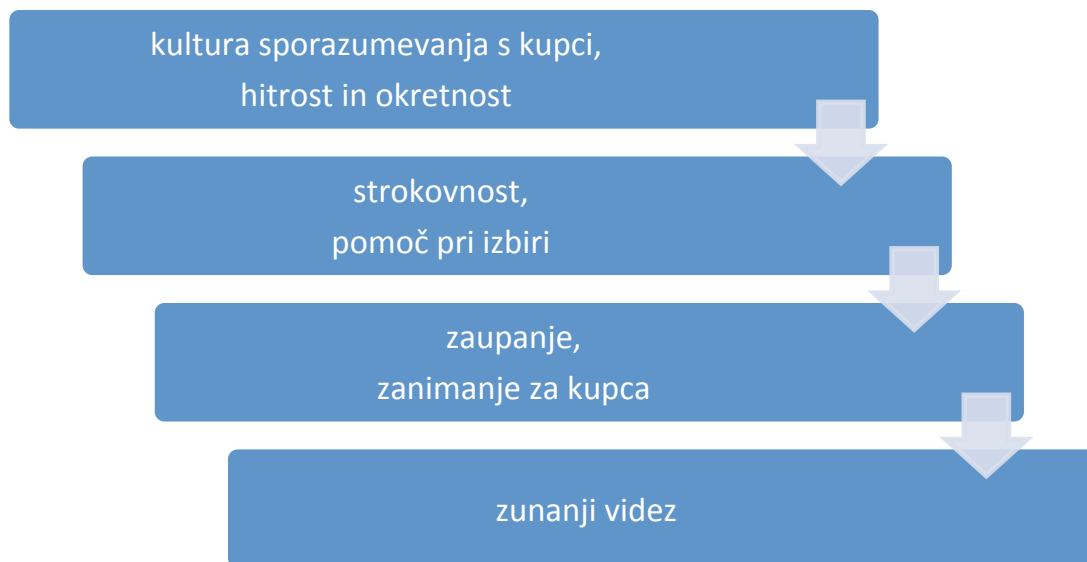 kultura sporazumevanja s kupci,
hitrost in okretnost
strokovnost,
pomoč pri izbiri
zaupanje,
zanimanje za kupca
zunanji videz